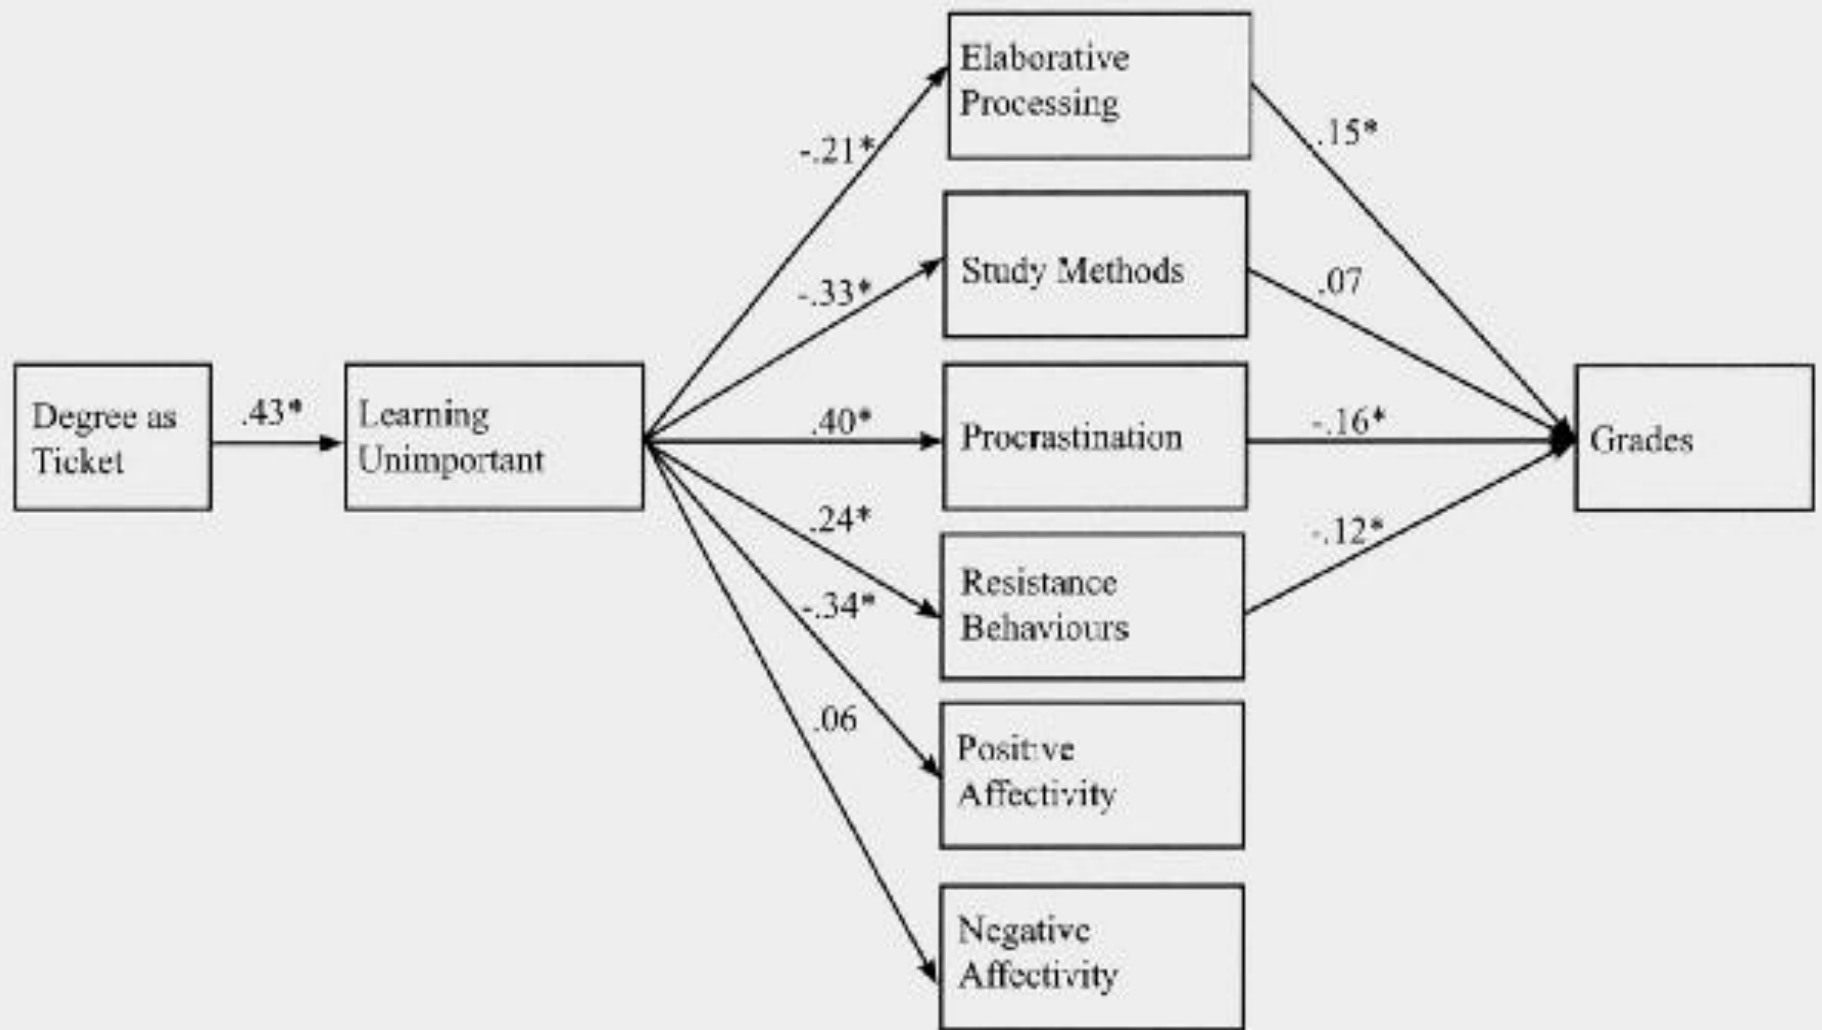 Elaborative
Processing
-.21*
.15*
Study Methods
-.33*
.07
Degree as
Ticket
.43*
Learning
Unimportant
.40*
Procrastination
-.16*
Grades
.24*
Resistance
Behaviours
-.12*
-.34*
.06
Positive
Affectivity
Negative
Affectivity